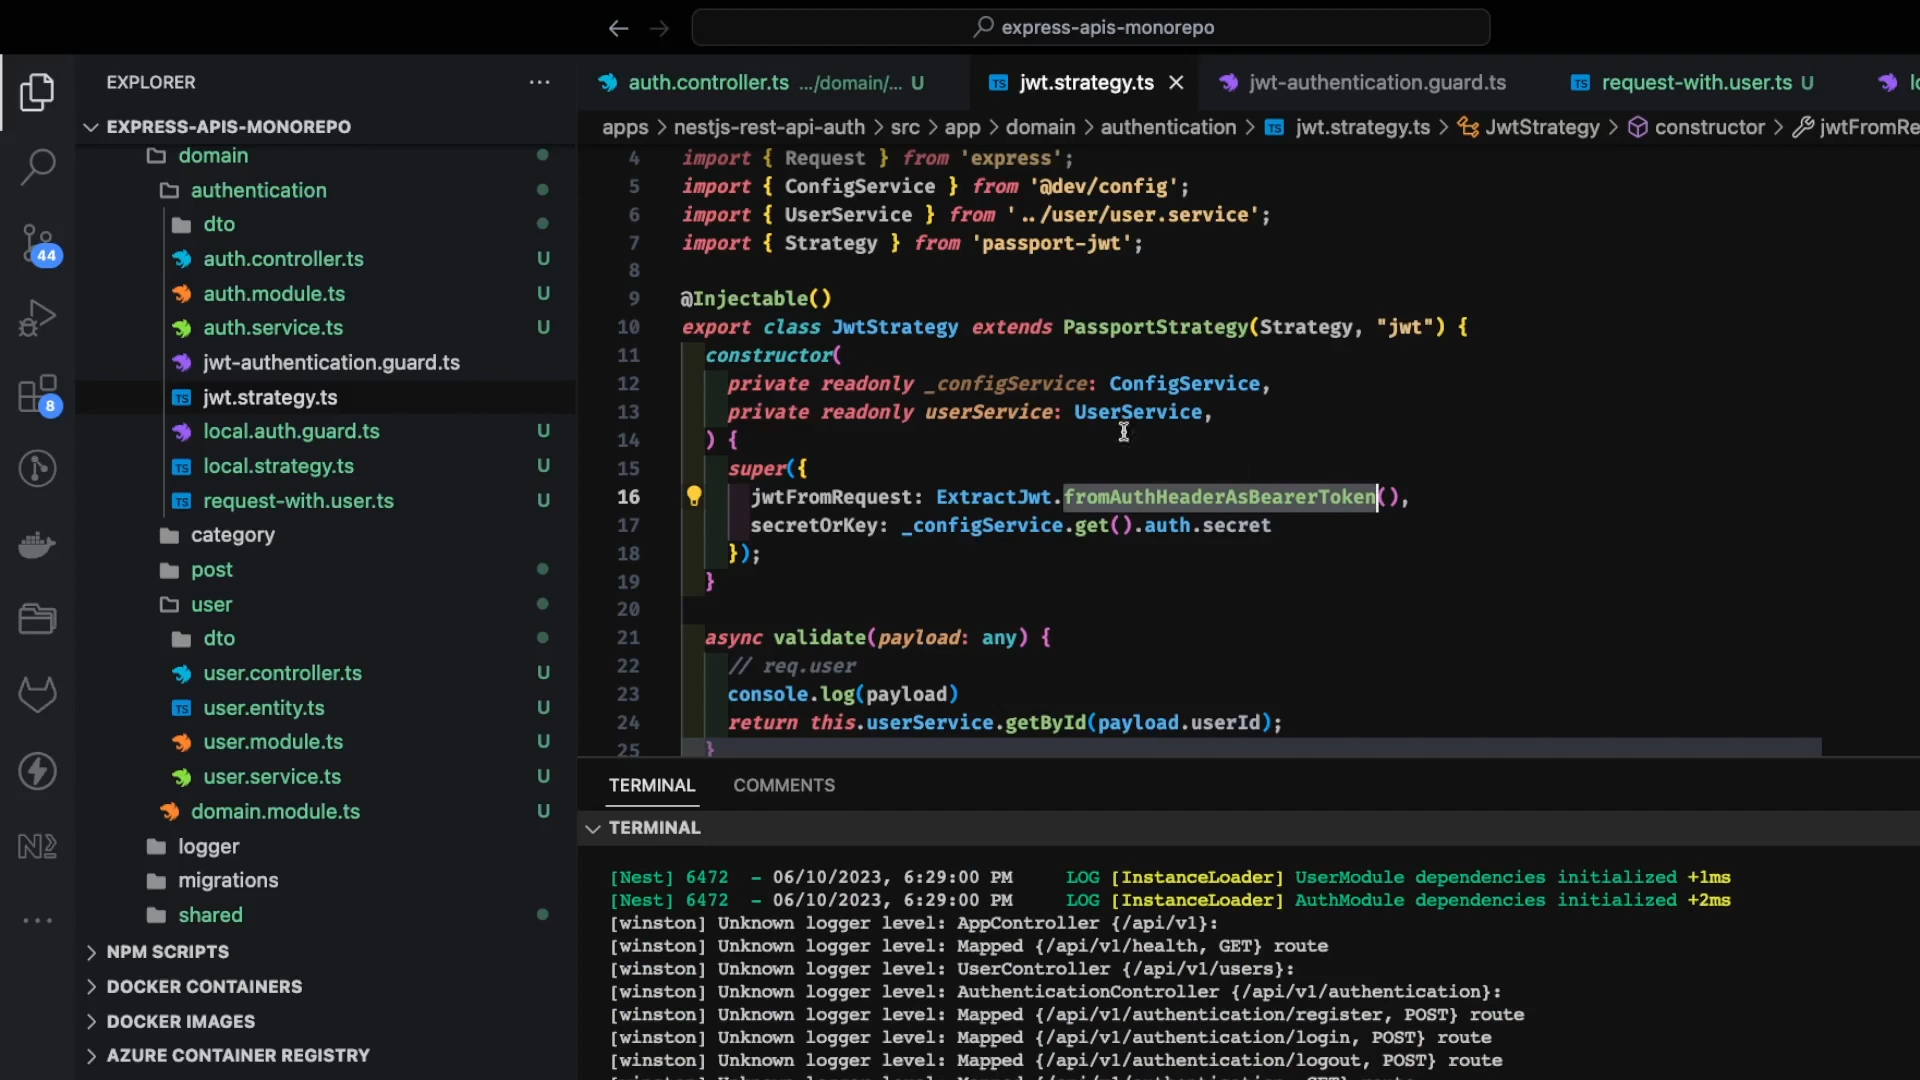 express-apis-monorepo
EXPLORER
EXPRESS-APIS-MONOREPO
domain
authentication
dto
auth.controller.ts U
auth.module.ts U
auth.service.ts U
jwt-authentication.guard.ts
jwt.strategy.ts
local.auth.guard.ts U
local.strategy.ts U
request-with.user.ts U
category
post
user
dto
user.controller.ts U
user.entity.ts U
user.module.ts U
user.service.ts U
domain.module.ts U
logger
migrations
shared
NPM SCRIPTS
DOCKER CONTAINERS
DOCKER IMAGES
AZURE CONTAINER REGISTRY
44
8
auth.controller.ts .../domain/... U
jwt.strategy.ts
jwt-authentication.guard.ts
request-with.user.ts U
apps > nestjs-rest-api-auth > src > app > domain > authentication > TS jwt.strategy.ts > JwtStrategy > constructor > jwtFromRe
4 import { Request } from 'express';
5 import { ConfigService } from '@dev/config';
6 import { UserService } from '../user/user.service';
7 import { Strategy } from 'passport-jwt';
8
9 @Injectable()
10 export class JwtStrategy extends PassportStrategy(Strategy, "jwt") {
11 constructor(
12 private readonly _configService: ConfigService,
13 private readonly userService: UserService,
14 ) {
15 super({
16 jwtFromRequest: ExtractJwt.fromAuthHeaderAsBearerToken(),
17 secretOrKey: _configService.get().auth.secret
18 });
19 }
20
21 async validate(payload: any) {
22 // req.user
23 console.log(payload)
24 return this.userService.getById(payload.userId);
25 }
TERMINAL COMMENTS
TERMINAL
[Nest] 6472 - 06/10/2023, 6:29:00 PM LOG [InstanceLoader] UserModule dependencies initialized +1ms
[Nest] 6472 - 06/10/2023, 6:29:00 PM LOG [InstanceLoader] AuthModule dependencies initialized +2ms
[winston] Unknown logger level: AppController {/api/v1}:
[winston] Unknown logger level: Mapped {/api/v1/health, GET} route
[winston] Unknown logger level: UserController {/api/v1/users}:
[winston] Unknown logger level: AuthenticationController {/api/v1/authentication}:
[winston] Unknown logger level: Mapped {/api/v1/authentication/register, POST} route
[winston] Unknown logger level: Mapped {/api/v1/authentication/login, POST} route
[winston] Unknown logger level: Mapped {/api/v1/authentication/logout, POST} route